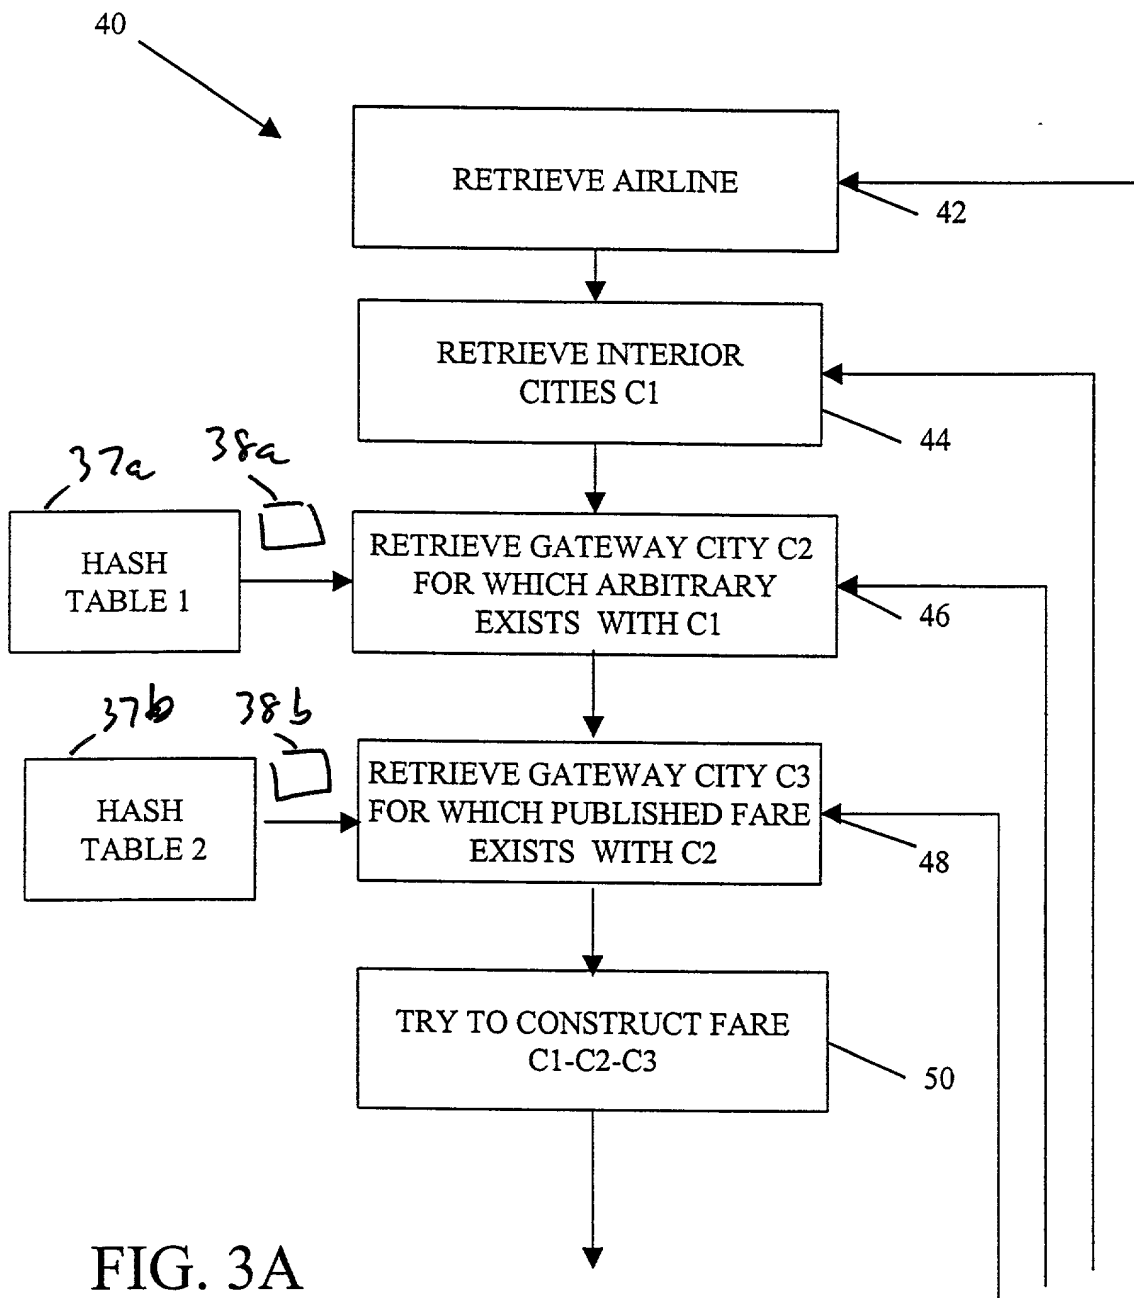 40
RETRIEVE AIRLINE
42
RETRIEVE INTERIOR
CITIES C1
44
37a
38a
HASH
TABLE 1
RETRIEVE GATEWAY CITY C2
FOR WHICH ARBITRARY
EXISTS WITH C1
46
37b
38b
HASH
TABLE 2
RETRIEVE GATEWAY CITY C3
FOR WHICH PUBLISHED FARE
EXISTS WITH C2
48
TRY TO CONSTRUCT FARE
C1-C2-C3
50
FIG. 3A